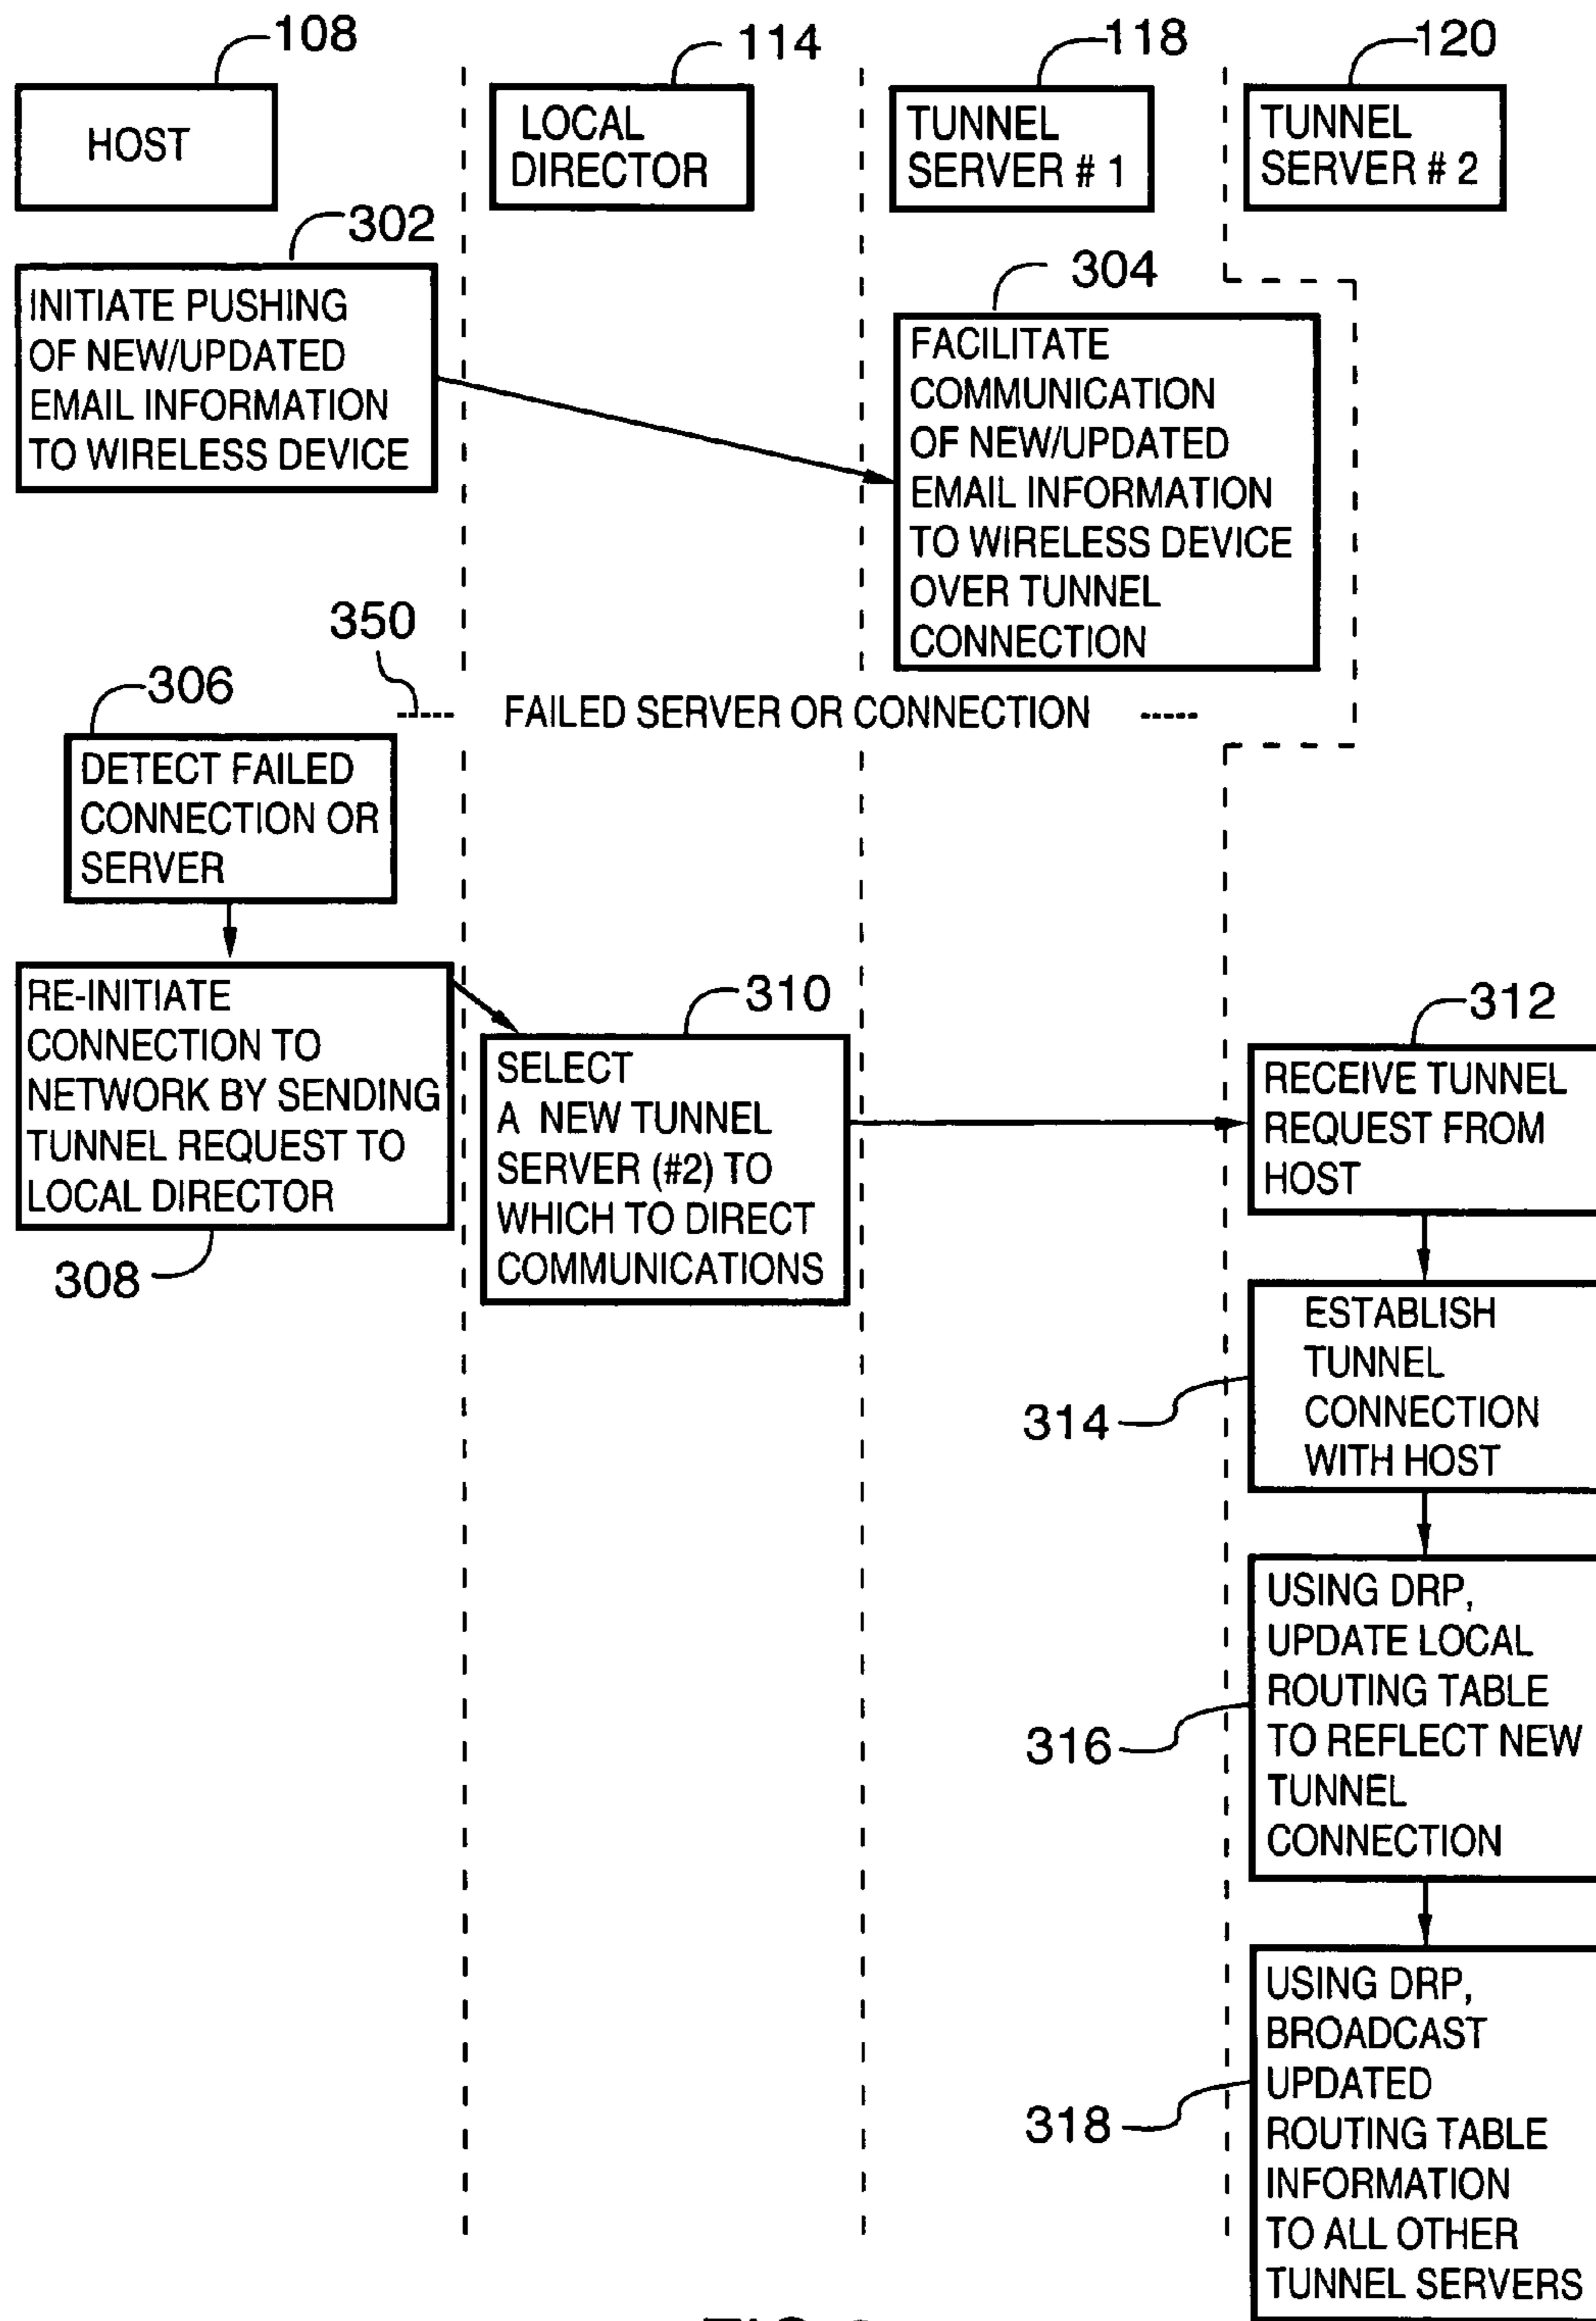 108
114
118
120
HOST
LOCAL
DIRECTOR
TUNNEL
SERVER # 1
TUNNEL
SERVER # 2
302
INITIATE PUSHING
OF NEW/UPDATED
EMAIL INFORMATION
TO WIRELESS DEVICE
304
FACILITATE
COMMUNICATION
OF NEW/UPDATED
EMAIL INFORMATION
TO WIRELESS DEVICE
OVER TUNNEL
CONNECTION
350
FAILED SERVER OR CONNECTION
306
DETECT FAILED
CONNECTION OR
SERVER
RE-INITIATE
CONNECTION TO
NETWORK BY SENDING
TUNNEL REQUEST TO
LOCAL DIRECTOR
308
310
SELECT
A NEW TUNNEL
SERVER (#2) TO
WHICH TO DIRECT
COMMUNICATIONS
312
RECEIVE TUNNEL
REQUEST FROM
HOST
314
ESTABLISH
TUNNEL
CONNECTION
WITH HOST
316
USING DRP,
UPDATE LOCAL
ROUTING TABLE
TO REFLECT NEW
TUNNEL
CONNECTION
318
USING DRP,
BROADCAST
UPDATED
ROUTING TABLE
INFORMATION
TO ALL OTHER
TUNNEL SERVERS